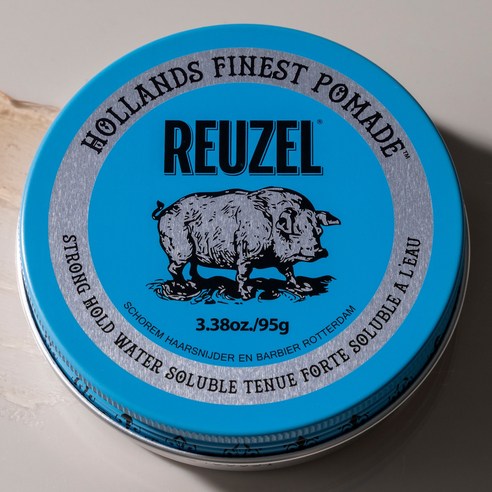 HOLLANDS FINEST POMADE™
REUZEL®
3.38oz./95g
SCHOREM HAARSNIJDER EN BARBIER ROTTERDAM
STRONG HOLD WATER SOLUBLE TENUE FORTE SOLUBLE A L'EAU